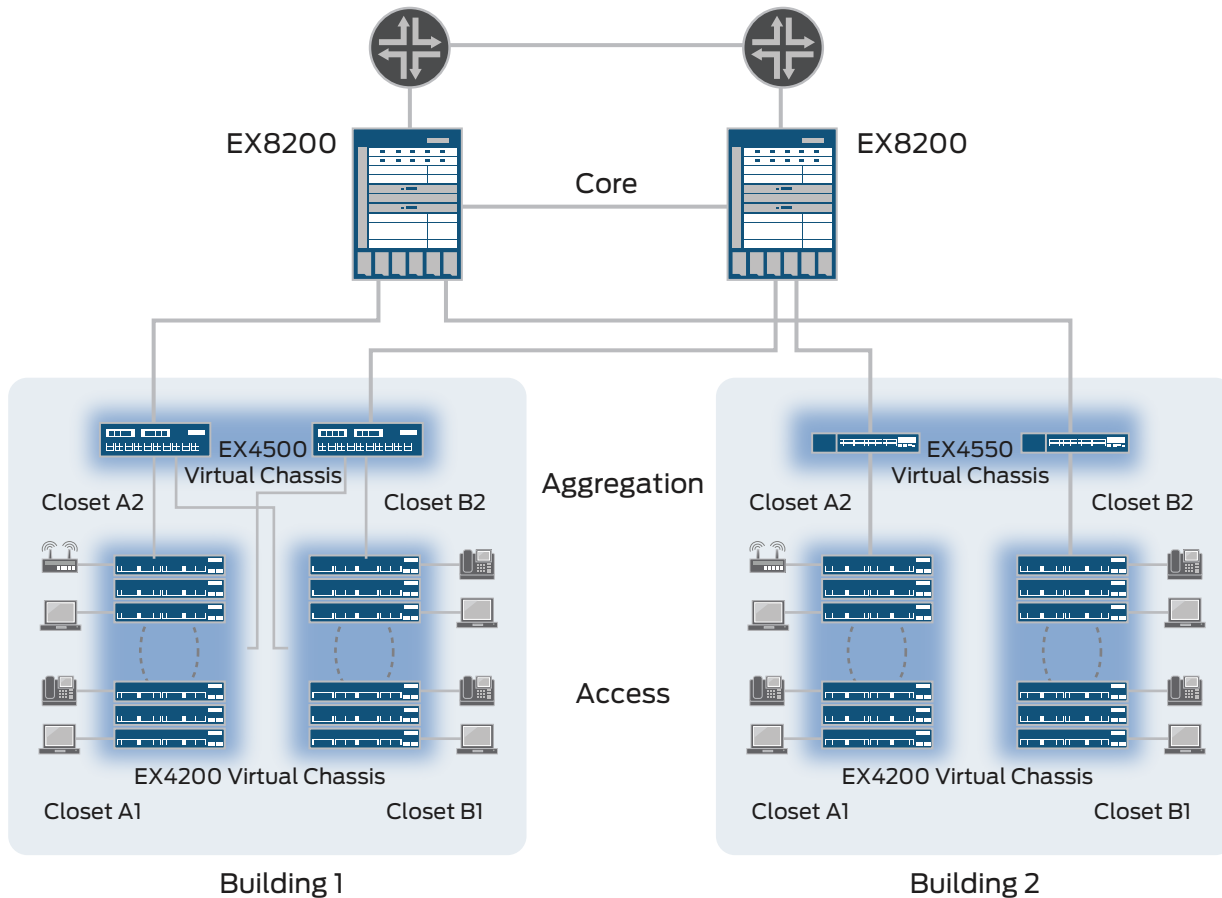 EX8200
EX8200
Core
EX4500
Virtual Chassis
Closet A2
Closet B2
Aggregation
EX4550
Virtual Chassis
Closet A2
Closet B2
Access
EX4200 Virtual Chassis
Closet A1
Closet B1
EX4200 Virtual Chassis
Closet A1
Closet B1
Building 1
Building 2